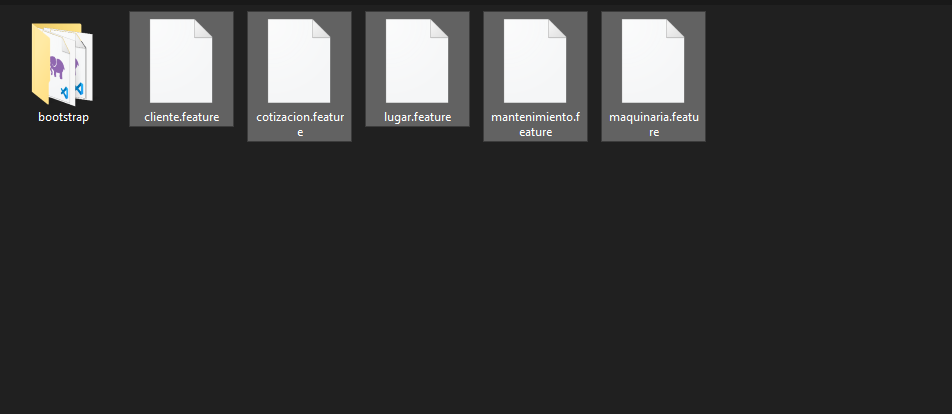 bootstrap
cliente.feature
cotizacion.featur
e
lugar.feature
mantenimiento.f
eature
maquinaria.featu
re